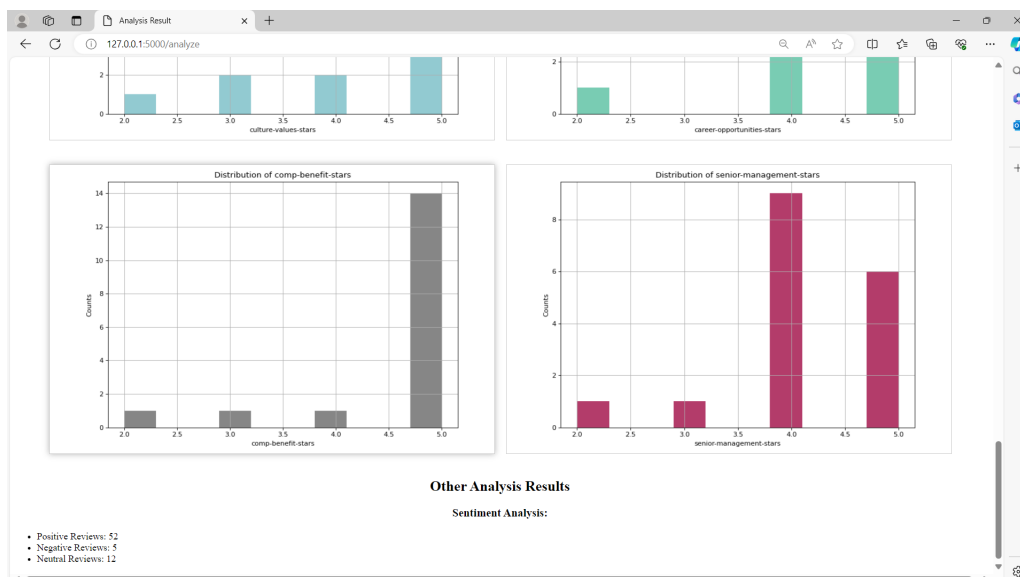 Analysis Result
127.0.0.1:5000/analyze
2
0
2.0 2.5 3.0 3.5 4.0 4.5 5.0
culture-values-stars
2
0
2.0 2.5 3.0 3.5 4.0 4.5 5.0
career-opportunities-stars
Distribution of comp-benefit-stars
14
12
10
8
6
4
2
0
Counts
2.0 2.5 3.0 3.5 4.0 4.5 5.0
comp-benefit-stars
Distribution of senior-management-stars
8
6
4
2
0
Counts
2.0 2.5 3.0 3.5 4.0 4.5 5.0
senior-management-stars
Other Analysis Results
Sentiment Analysis:
• Positive Reviews: 52
• Negative Reviews: 5
• Neutral Reviews: 12